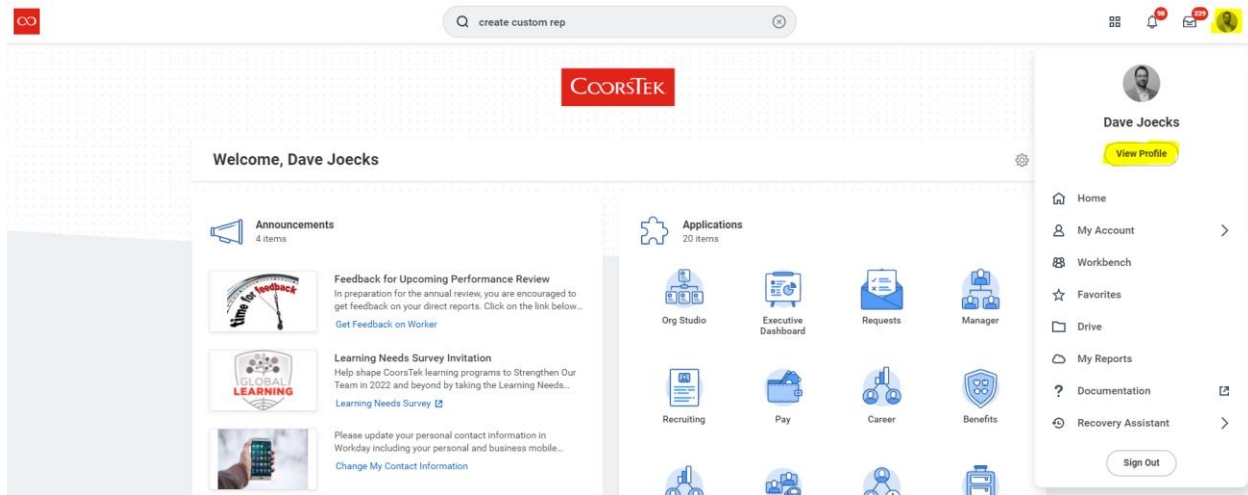 create custom rep
98
229
COORSTEK
Dave Joecks
View Profile
Welcome, Dave Joecks
Home
My Account
Workbench
Favorites
Drive
My Reports
? Documentation
Recovery Assistant
Sign Out
Announcements
4 items
time for feedback
Feedback for Upcoming Performance Review
In preparation for the annual review, you are encouraged to
get feedback on your direct reports. Click on the link below...
Get Feedback on Worker
GLOBAL
LEARNING
Learning Needs Survey Invitation
Help shape CoorsTek learning programs to Strengthen Our
Team in 2022 and beyond by taking the Learning Needs...
Learning Needs Survey
Please update your personal contact information in
Workday including your personal and business mobile...
Change My Contact Information
Applications
20 items
Org Studio
Executive
Dashboard
Requests
Manager
Recruiting
Pay
Career
Benefits